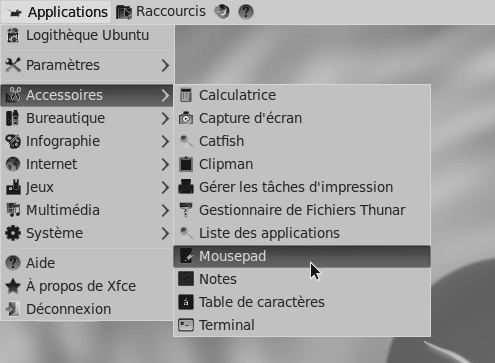 Applications Raccourcis
Logithèque Ubuntu
Paramètres
Accessoires
Bureautique
Infographie
Internet
Jeux
Multimédia
Système
Aide
À propos de Xfce
Déconnexion
Calculatrice
Capture d'écran
Catfish
Clipman
Gérer les tâches d'impression
Gestionnaire de Fichiers Thunar
Liste des applications
Mousepad
Notes
Table de caractères
Terminal